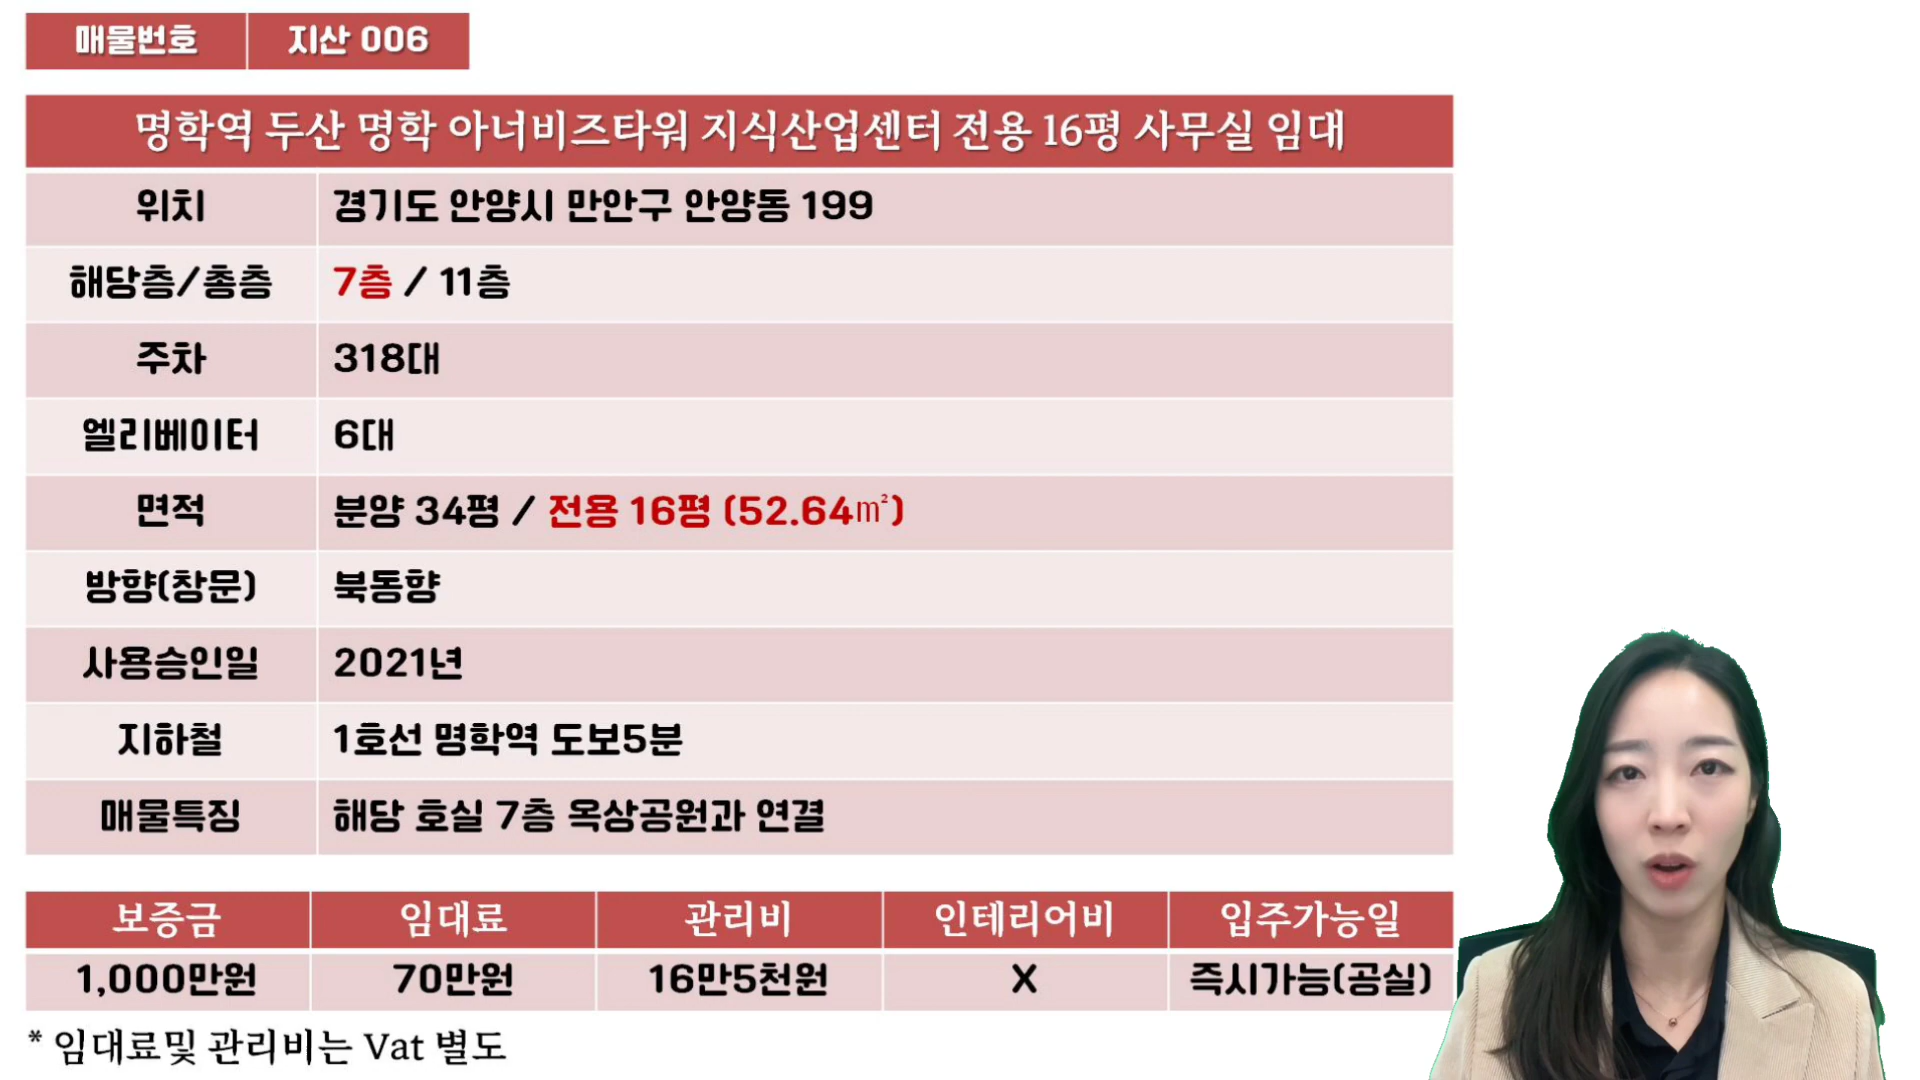 매물번호 지산 006
명학역 두산 명학 아너비즈타워 지식산업센터 전용 16평 사무실 임대
위치 경기도 안양시 만안구 안양동 199
해당층/총층 7층 / 11층
주차 318대
엘리베이터 6대
면적 분양 34평 / 전용 16평 (52.64㎡)
방향(창문) 북동향
사용승인일 2021년
지하철 1호선 명학역 도보5분
매물특징 해당 호실 7층 옥상공원과 연결
보증금 임대료 관리비 인테리어비 입주가능일
1,000만원 70만원 16만5천원 X 즉시가능(공실)
* 임대료및 관리비는 Vat 별도